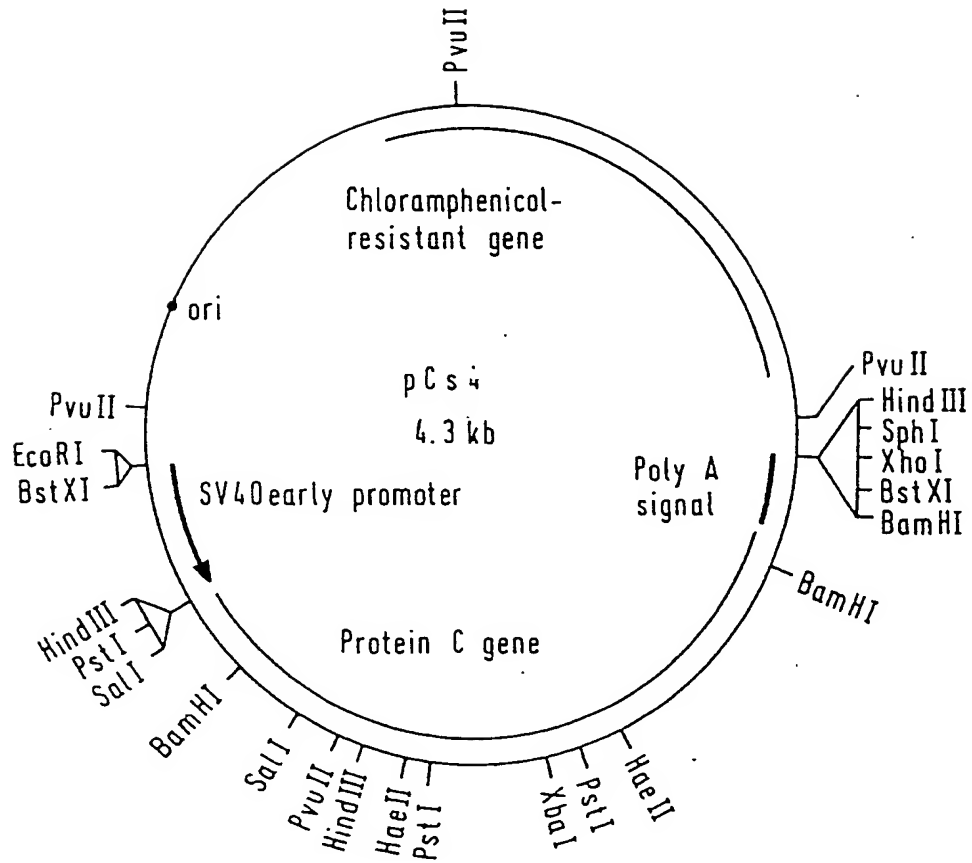 PvuII
Chloramphenicol-
resistant gene
ori
pCs4
4.3 kb
PvuII
EcoRI
BstXI
SV40early promoter
Poly A
signal
PvuII
HindIII
SphI
XhoI
BstXI
BamHI
BamHI
Protein C gene
HindIII
PstI
SalI
BamHI
SalI
PvuII
HindIII
HaeII
PstI
XbaI
PstI
HaeII